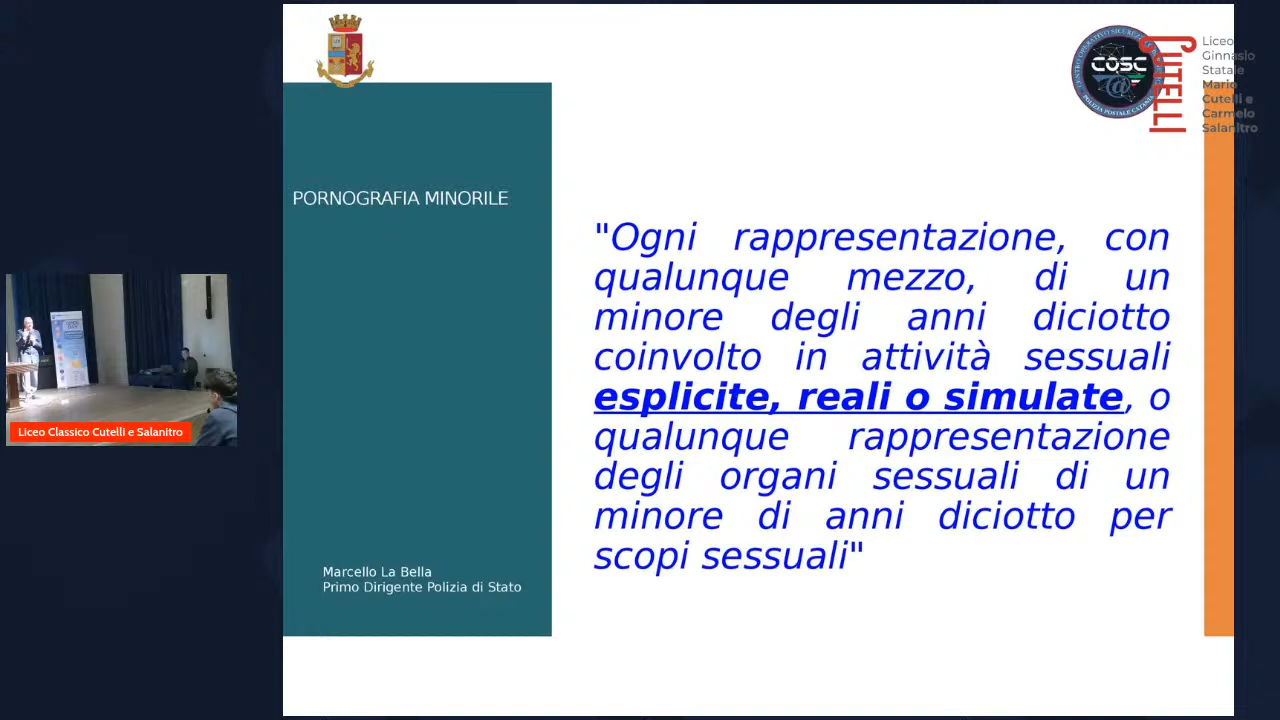 PORNOGRAFIA MINORILE
"Ogni rappresentazione, con
qualunque mezzo, di un
minore degli anni diciotto
coinvolto in attività sessuali
esplicite, reali o simulate, o
qualunque rappresentazione
degli organi sessuali di un
minore di anni diciotto per
scopi sessuali"
Marcello La Bella
Primo Dirigente Polizia di Stato
COSC
CUTELLI
Liceo
Ginnasio
Statale
Mario
Cutelli e
Carmelo
Salanitro
Liceo Classico Cutelli e Salanitro